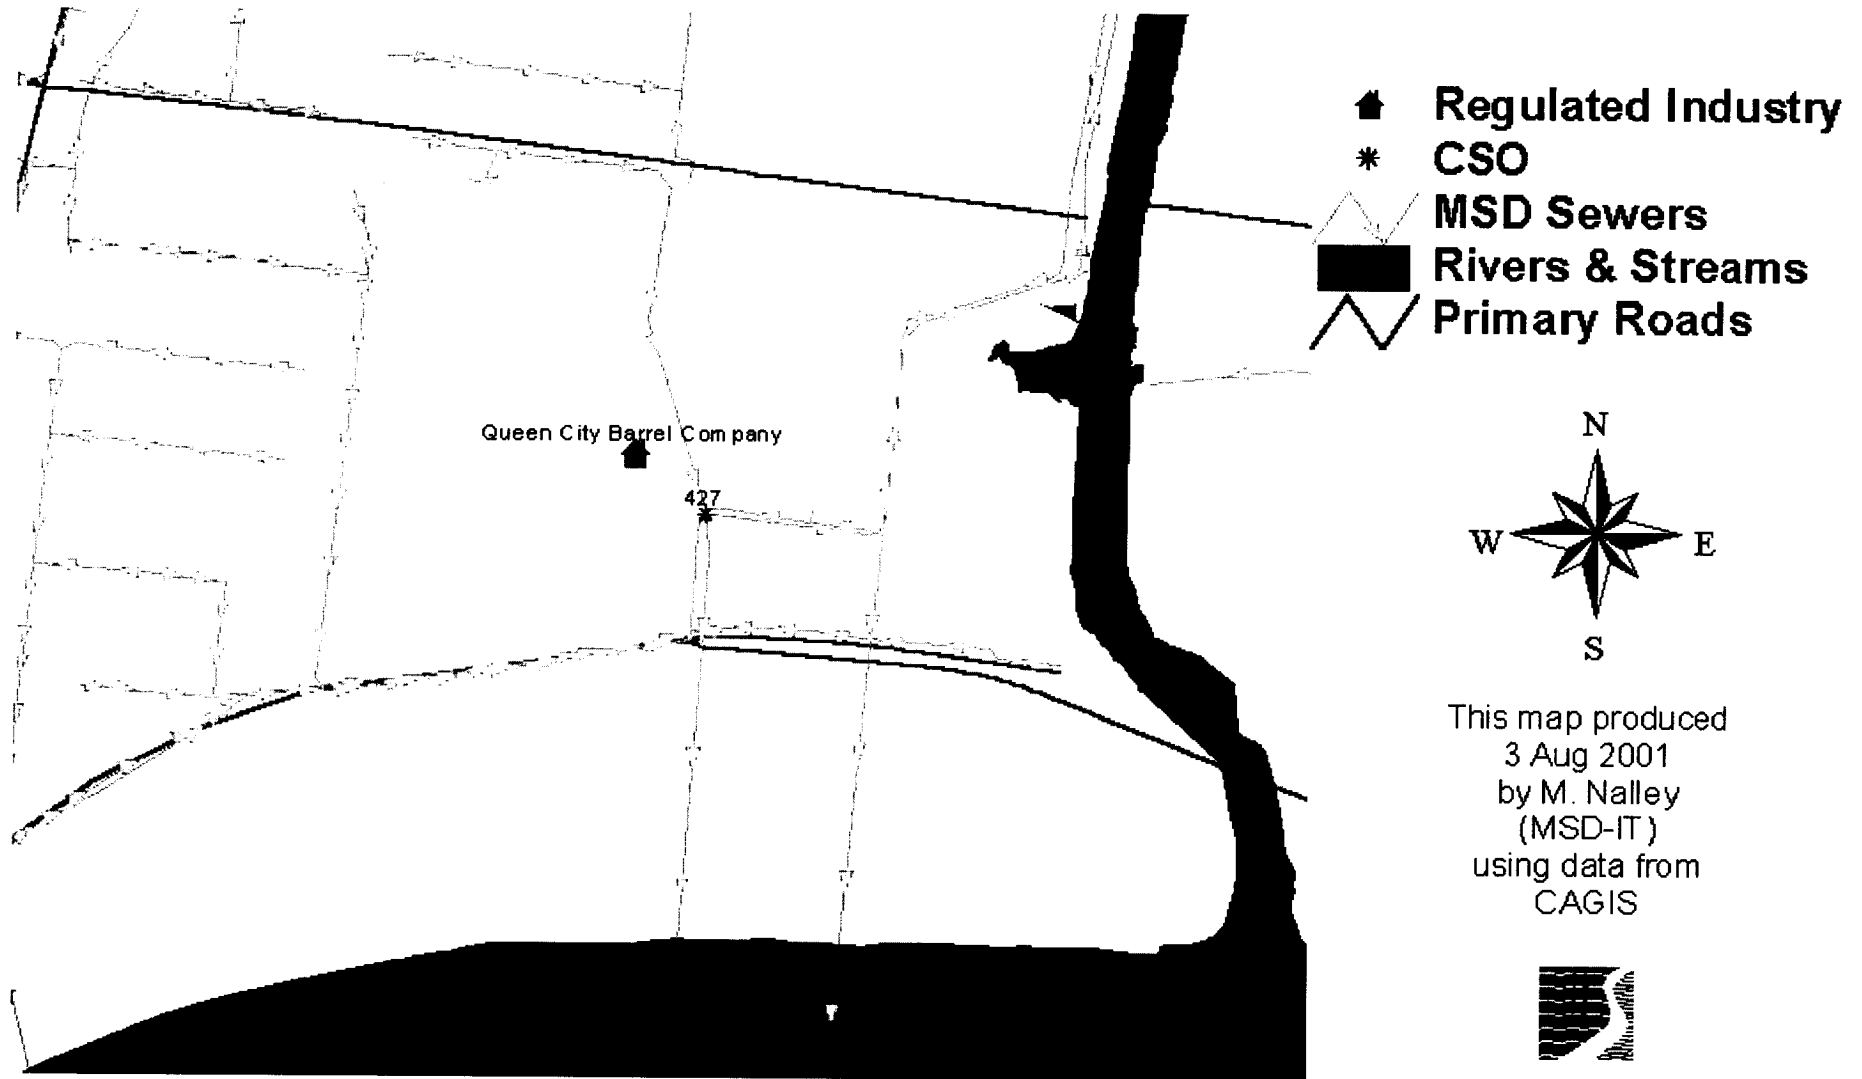 Regulated Industry
CSO
MSD Sewers
Rivers & Streams
Primary Roads
Queen City Barrel Company
427
N
W E
S
This map produced
3 Aug 2001
by M. Nalley
(MSD-IT)
using data from
CAGIS